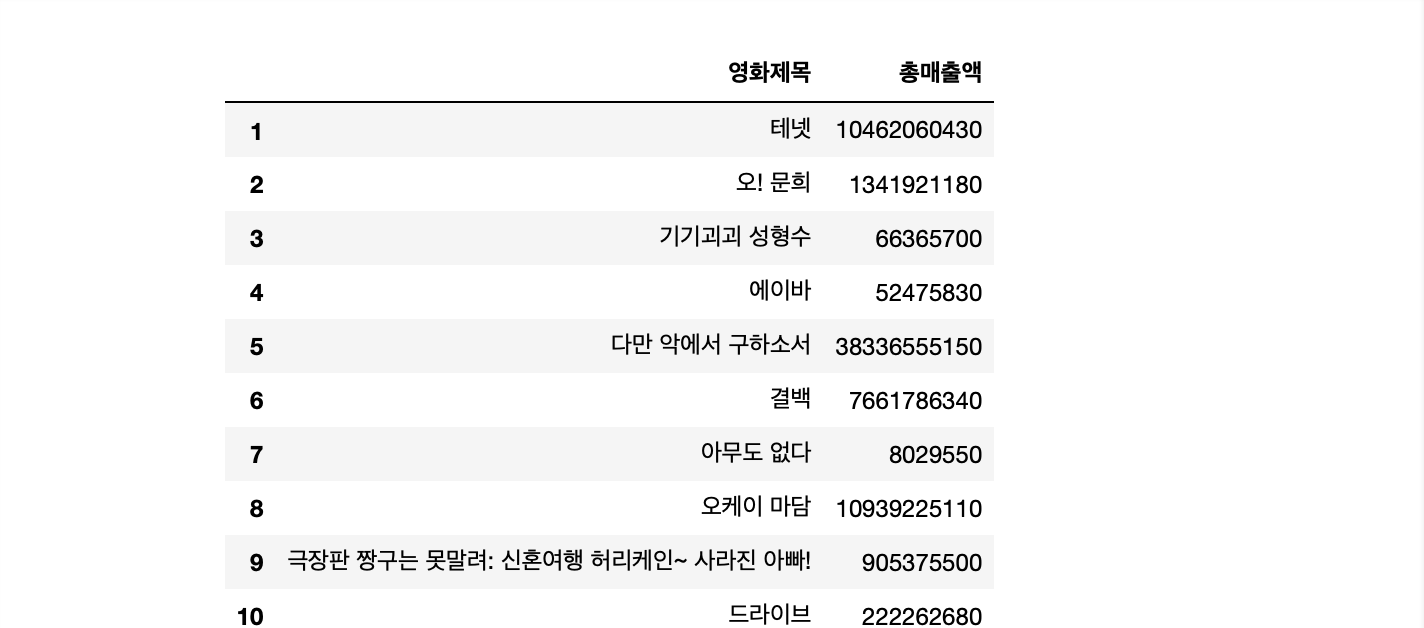 영화제목 총매출액
1 테넷 10462060430
2 오! 문희 1341921180
3 기기괴괴 성형수 66365700
4 에이바 52475830
5 다만 악에서 구하소서 38336555150
6 결백 7661786340
7 아무도 없다 8029550
8 오케이 마담 10939225110
9 극장판 짱구는 못말려: 신혼여행 허리케인~ 사라진 아빠! 905375500
10 드라이브 222262680